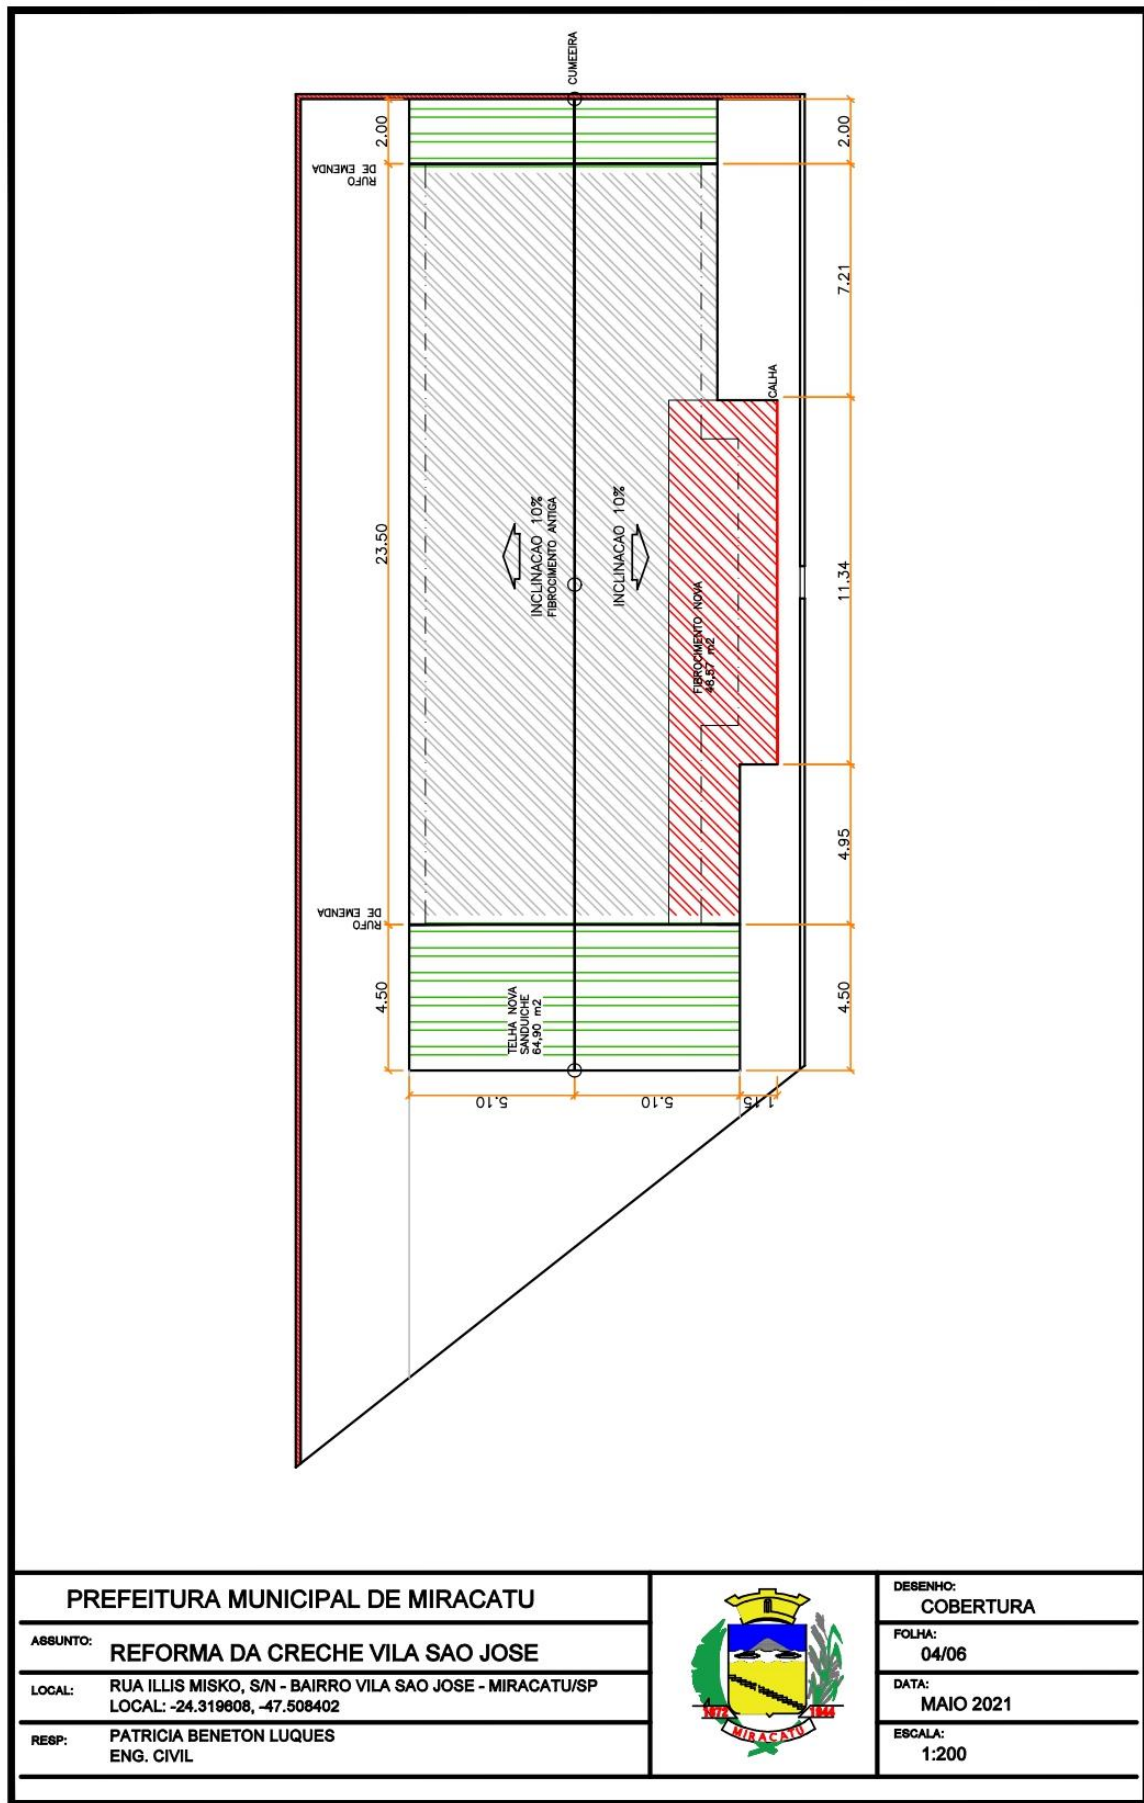 CUMEEIRA
2.00
2.00
RUFO
DE EMENDA
7.21
CALHA
23.50
INCLINACAO 10%
FIBROCIMENTO ANTIGA
INCLINACAO 10%
11.34
FIBROCIMENTO NOVA
48,57 m2
4.95
RUFO
DE EMENDA
4.50
4.50
TELHA NOVA
SANDUICHE
64,90 m2
5.10
5.10
1.15
PREFEITURA MUNICIPAL DE MIRACATU
ASSUNTO: REFORMA DA CRECHE VILA SAO JOSE
LOCAL: RUA ILLIS MISKO, S/N - BAIRRO VILA SAO JOSE - MIRACATU/SP
LOCAL: -24.319608, -47.508402
RESP: PATRICIA BENETON LUQUES
ENG. CIVIL
1872 1944
MIRACATU
DESENHO:
COBERTURA
FOLHA:
04/06
DATA:
MAIO 2021
ESCALA:
1:200